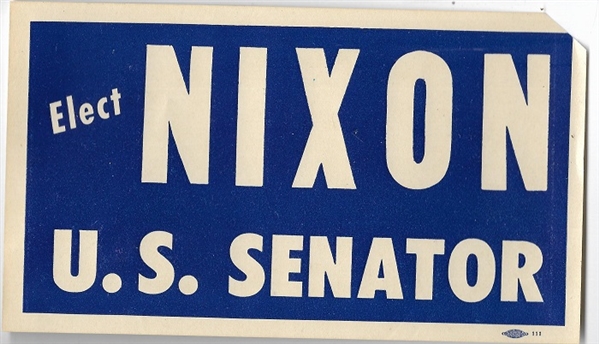 Elect
NIXON
U.S. SENATOR
111